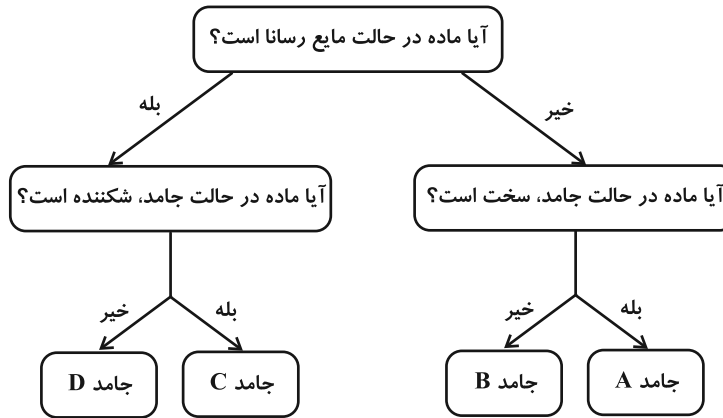 آیا ماده در حالت مایع رسانا است؟
خیر
بله
آیا ماده در حالت جامد، سخت است؟
آیا ماده در حالت جامد، شکننده است؟
بله
خیر
بله
خیر
جامد A
جامد B
جامد C
جامد D